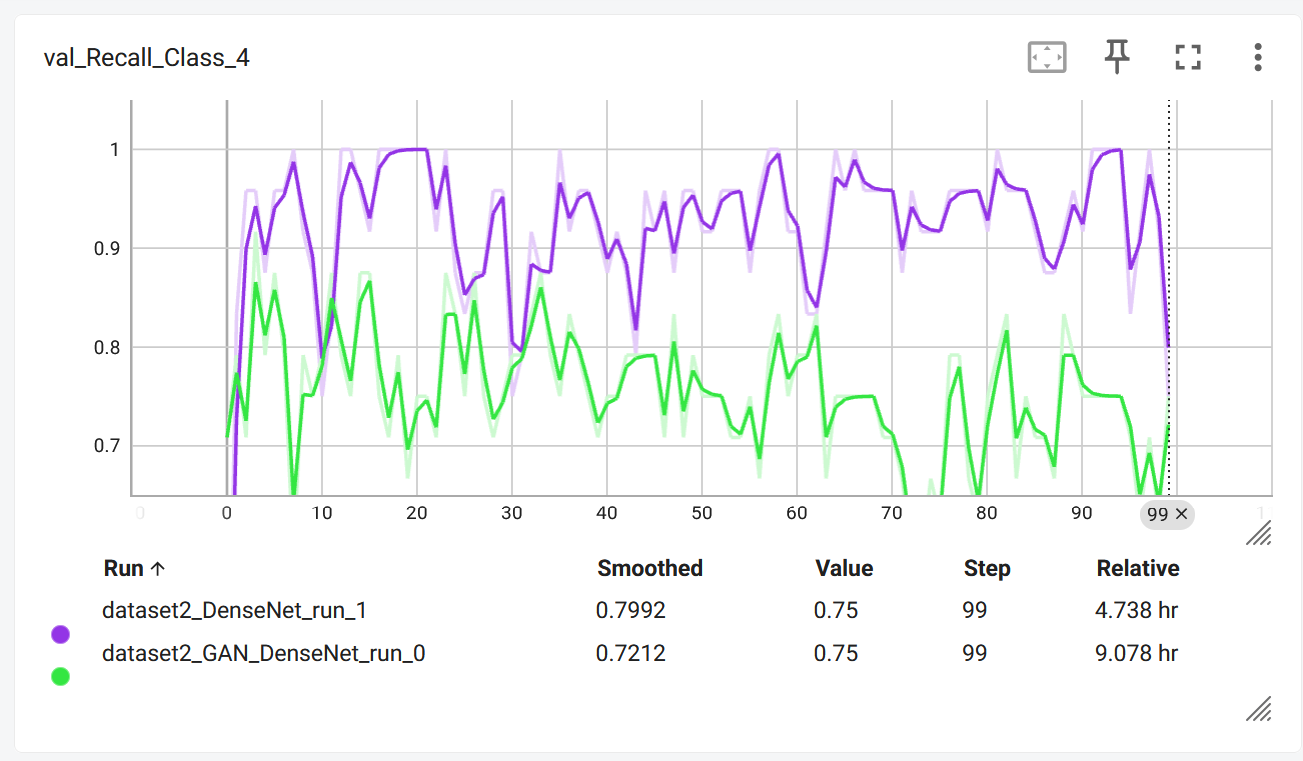 val_Recall_Class_4
1
0.9
0.8
0.7
0 0 10 20 30 40 50 60 70 80 90 99 × 1
Run ↑ Smoothed Value Step Relative
dataset2_DenseNet_run_1 0.7992 0.75 99 4.738 hr
dataset2_GAN_DenseNet_run_0 0.7212 0.75 99 9.078 hr